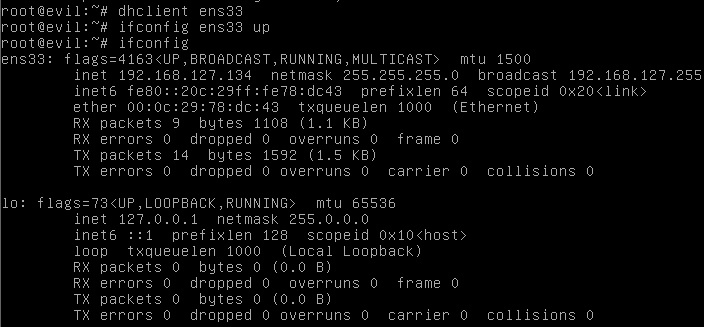 root@evil:~# dhclient ens33
root@evil:~# ifconfig ens33 up
root@evil:~# ifconfig
ens33: flags=4163<UP,BROADCAST,RUNNING,MULTICAST>  mtu 1500
        inet 192.168.127.134  netmask 255.255.255.0  broadcast 192.168.127.255
        inet6 fe80::20c:29ff:fe78:dc43  prefixlen 64  scopeid 0x20<link>
        ether 00:0c:29:78:dc:43  txqueuelen 1000  (Ethernet)
        RX packets 9  bytes 1108 (1.1 KB)
        RX errors 0  dropped 0  overruns 0  frame 0
        TX packets 14  bytes 1592 (1.5 KB)
        TX errors 0  dropped 0 overruns 0  carrier 0  collisions 0

lo: flags=73<UP,LOOPBACK,RUNNING>  mtu 65536
        inet 127.0.0.1  netmask 255.0.0.0
        inet6 ::1  prefixlen 128  scopeid 0x10<host>
        loop  txqueuelen 1000  (Local Loopback)
        RX packets 0  bytes 0 (0.0 B)
        RX errors 0  dropped 0  overruns 0  frame 0
        TX packets 0  bytes 0 (0.0 B)
        TX errors 0  dropped 0 overruns 0  carrier 0  collisions 0